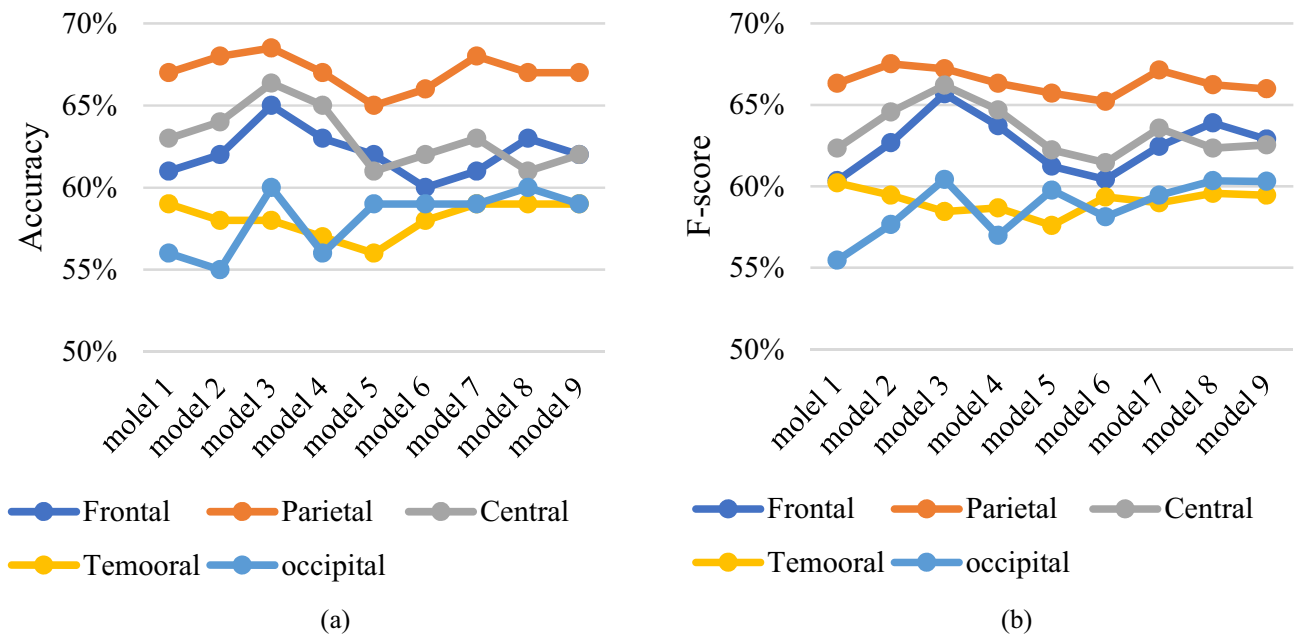 70%
65%
60%
55%
50%
Accuracy
molel 1
model 2
model 3
model 4
model 5
model 6
model 7
model 8
model 9
Frontal
Parietal
Central
Temooral
occipital
(a)
70%
65%
60%
55%
50%
F-score
molel 1
model 2
model 3
model 4
model 5
model 6
model 7
model 8
model 9
Frontal
Parietal
Central
Temooral
occipital
(b)